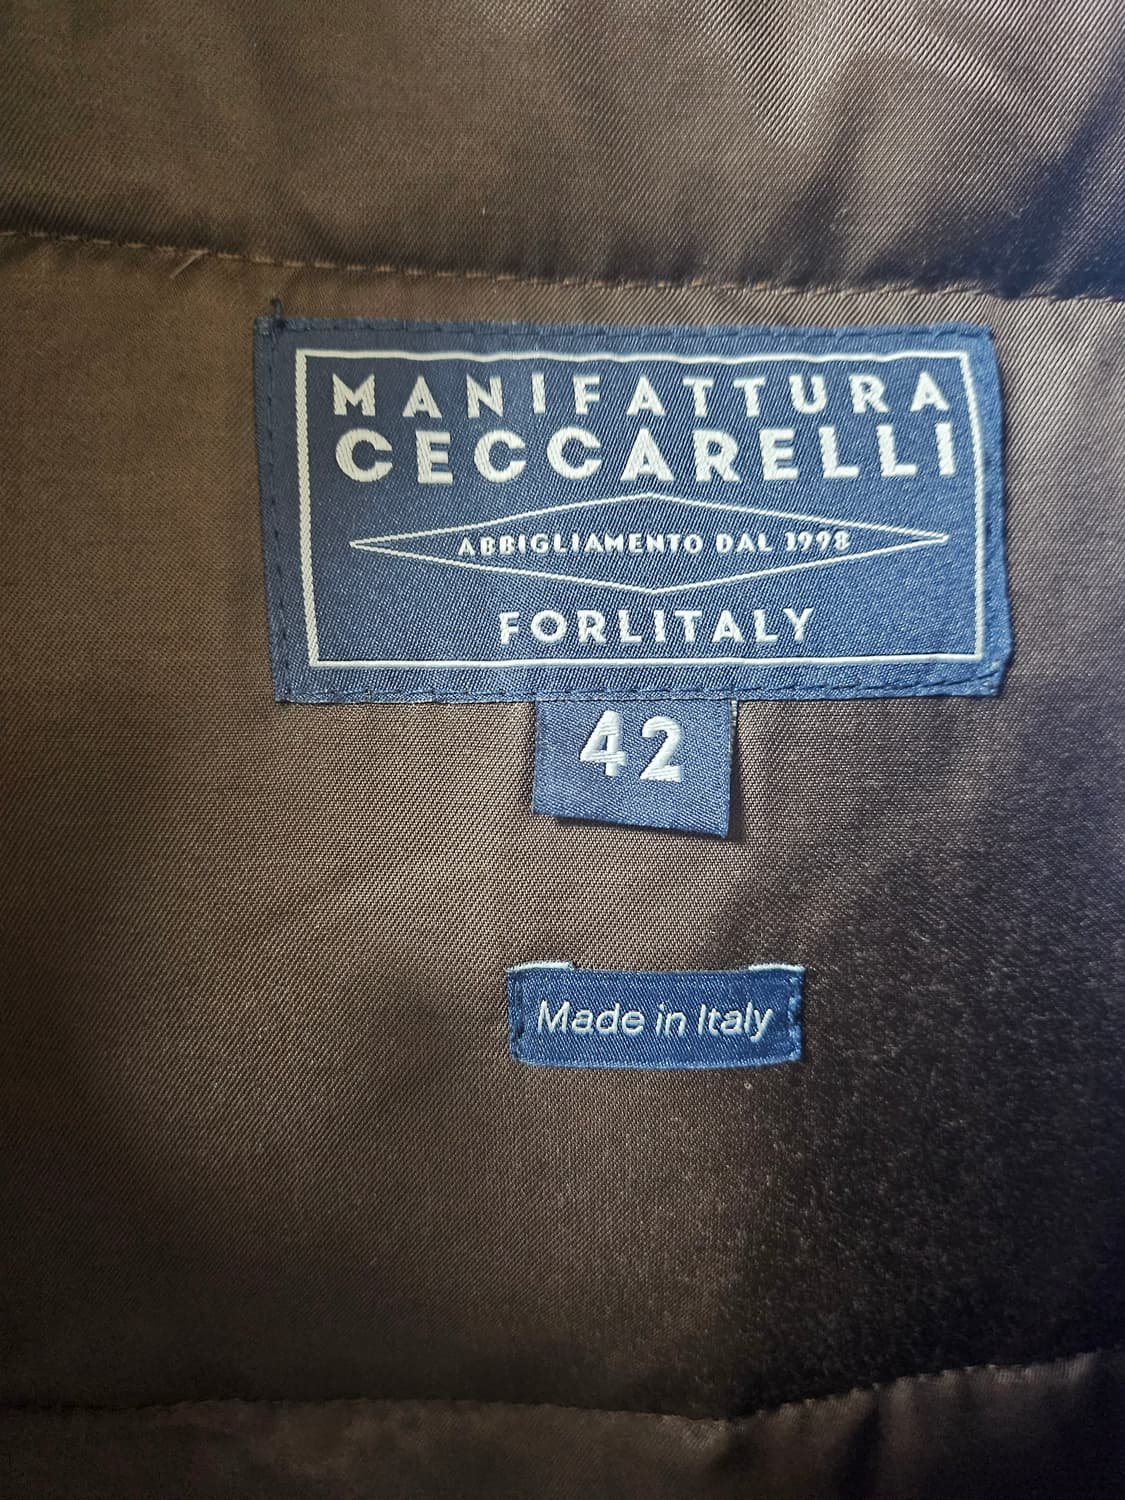 MANIFATTURA
CECCARELLI
ABBIGLIAMENTO DAL 1998
FORLITALY
42
Made in Italy